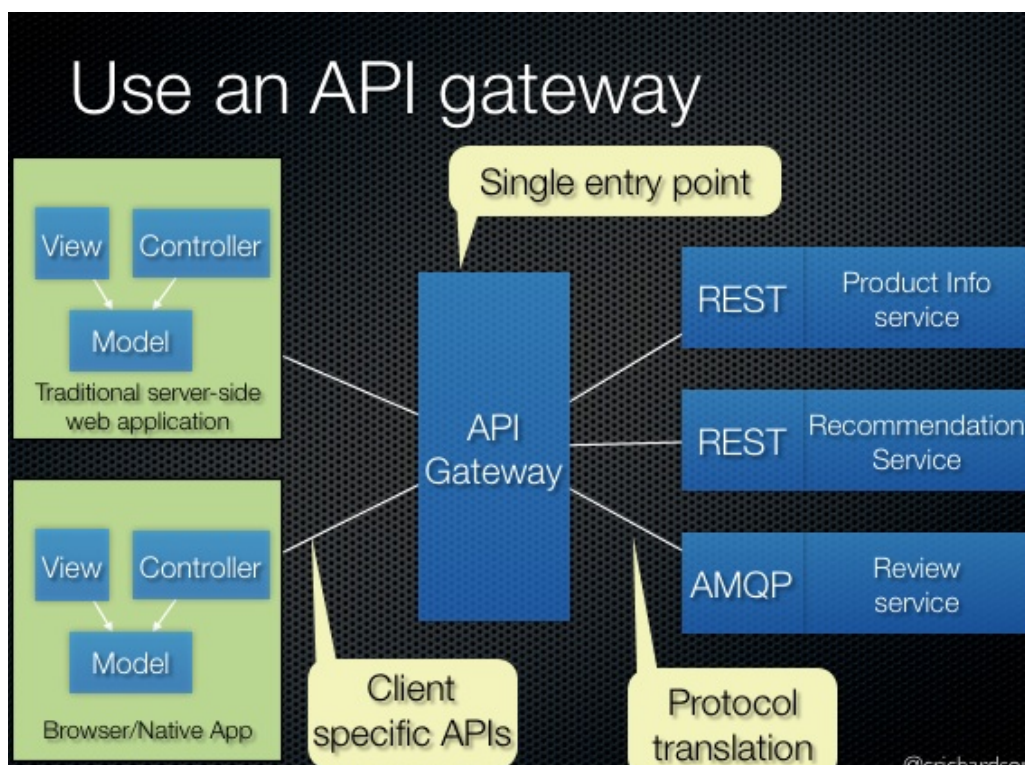 Use an API gateway
Single entry point
View
Controller
Model
Traditional server-side
web application
View
Controller
Model
Browser/Native App
API
Gateway
Client
specific APIs
Protocol
translation
REST
Product Info
service
REST
Recommendation
Service
AMQP
Review
service